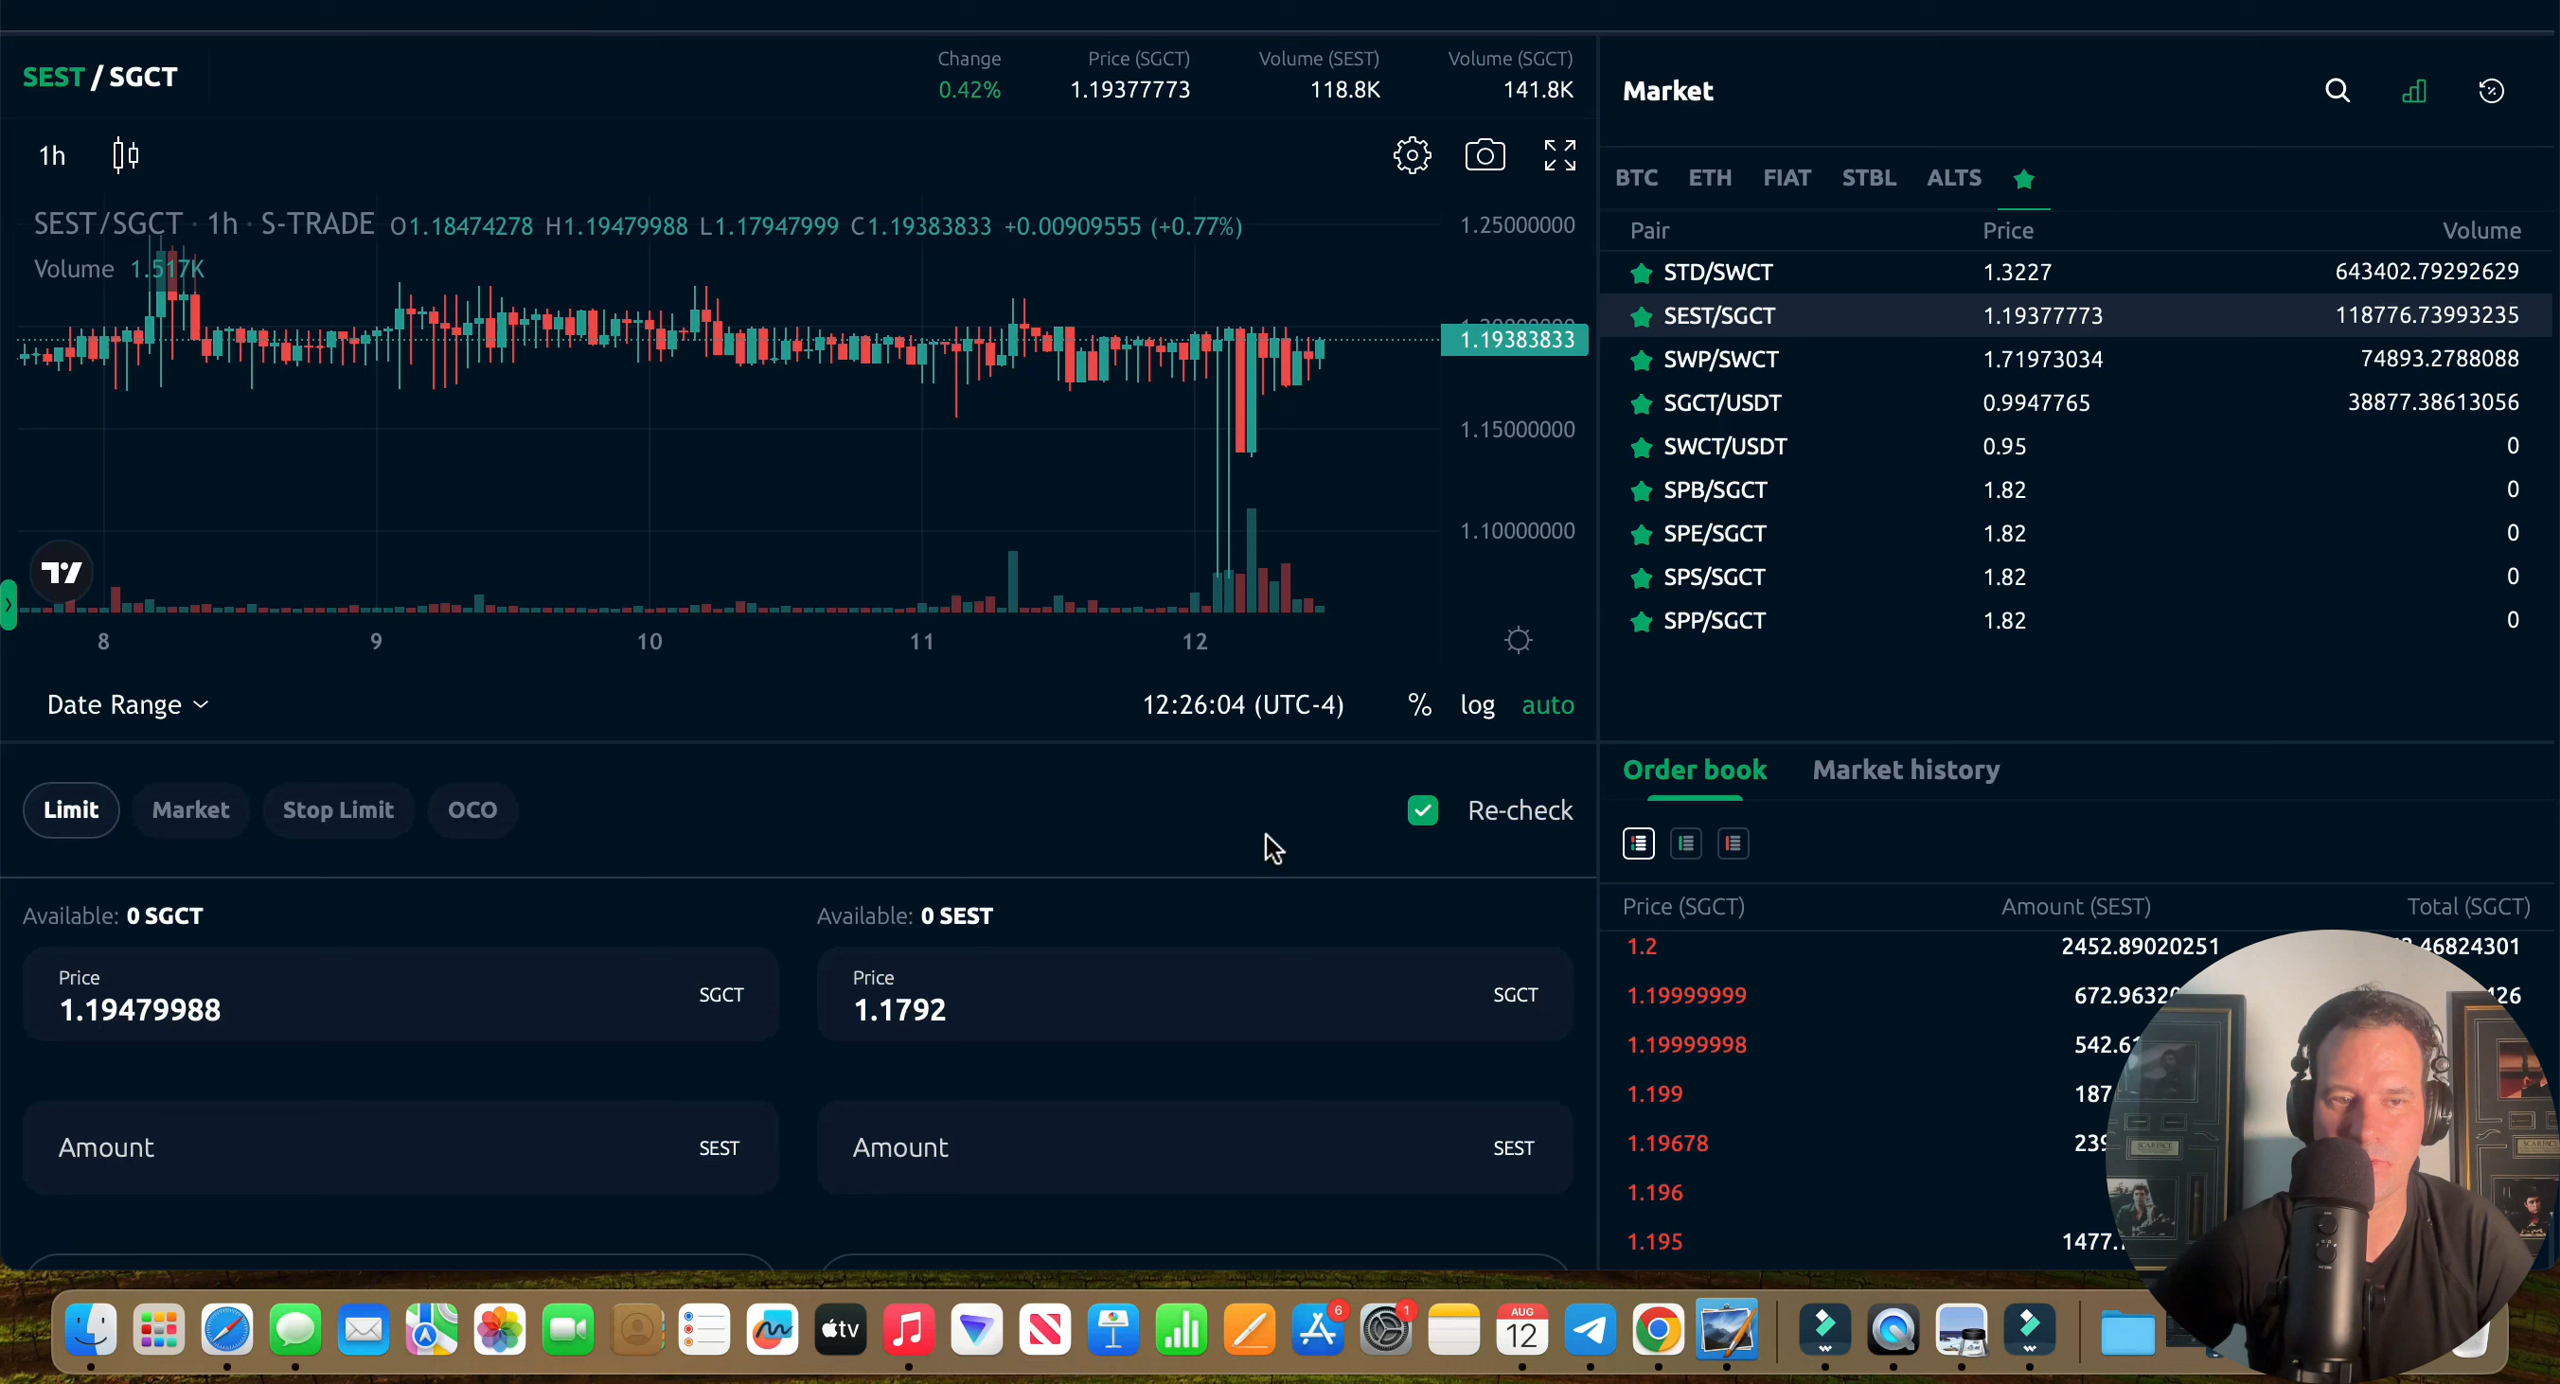 SEST / SGCT
Change
0.42%
Price (SGCT)
1.19377773
Volume (SEST)
118.8K
Volume (SGCT)
141.8K
1h
SEST/SGCT · 1h · S-TRADE O1.18474278 H1.19479988 L1.17947999 C1.19383833 +0.00909555 (+0.77%)
Volume 1.517K
1.25000000
1.19383833
1.15000000
1.10000000
8 9 10 11 12
Date Range
12:26:04 (UTC-4) % log auto
Market
BTC ETH FIAT STBL ALTS
Pair Price Volume
STD/SWCT 1.3227 643402.79292629
SEST/SGCT 1.19377773 118776.73993235
SWP/SWCT 1.71973034 74893.2788088
SGCT/USDT 0.9947765 38877.38613056
SWCT/USDT 0.95 0
SPB/SGCT 1.82 0
SPE/SGCT 1.82 0
SPS/SGCT 1.82 0
SPP/SGCT 1.82 0
Limit Market Stop Limit OCO
Re-check
Available: 0 SGCT
Price
1.19479988
SGCT
Amount SEST
Available: 0 SEST
Price
1.1792
SGCT
Amount SEST
Order book Market history
Price (SGCT) Amount (SEST) Total (SGCT)
1.2 2452.89020251 .46824301
1.19999999
1.19999998
1.199
1.19678
1.196
1.195
tv
6
1
AUG
12